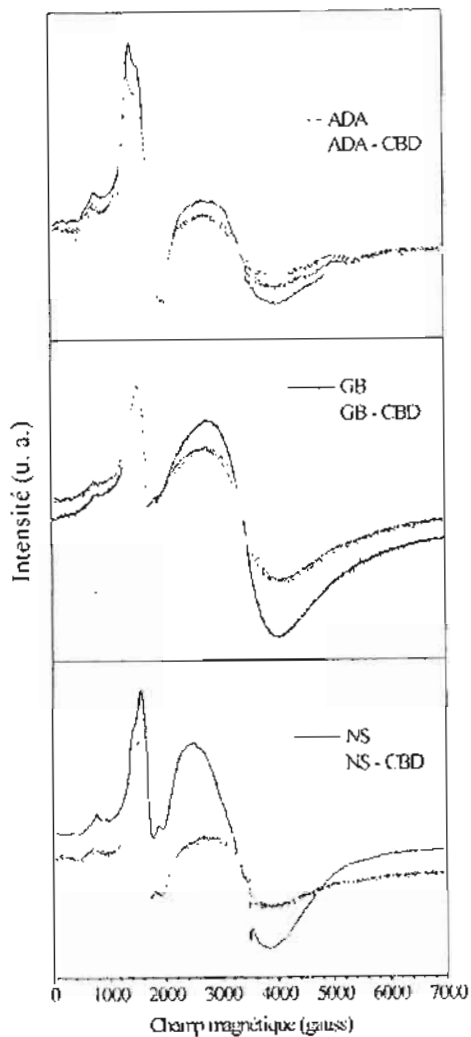 ADA
ADA - CBD
GB
GB - CBD
Intensité (u. a.)
NS
NS - CBD
0 1000 2000 3000 4000 5000 6000 7000
Champ magnétique (gauss)